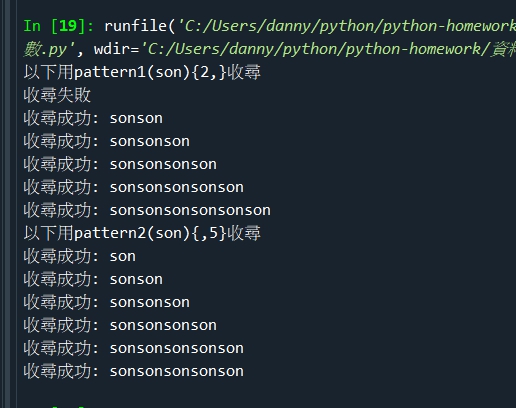 In [19]: runfile('C:/Users/danny/python/python-homework
數.py', wdir='C:/Users/danny/python/python-homework/資
以下用pattern1(son){2,}收尋
收尋失敗
收尋成功: sonson
收尋成功: sonsonson
收尋成功: sonsonsonson
收尋成功: sonsonsonsonson
收尋成功: sonsonsonsonsonson
以下用pattern2(son){,5}收尋
收尋成功: son
收尋成功: sonson
收尋成功: sonsonson
收尋成功: sonsonsonson
收尋成功: sonsonsonsonson
收尋成功: sonsonsonsonson